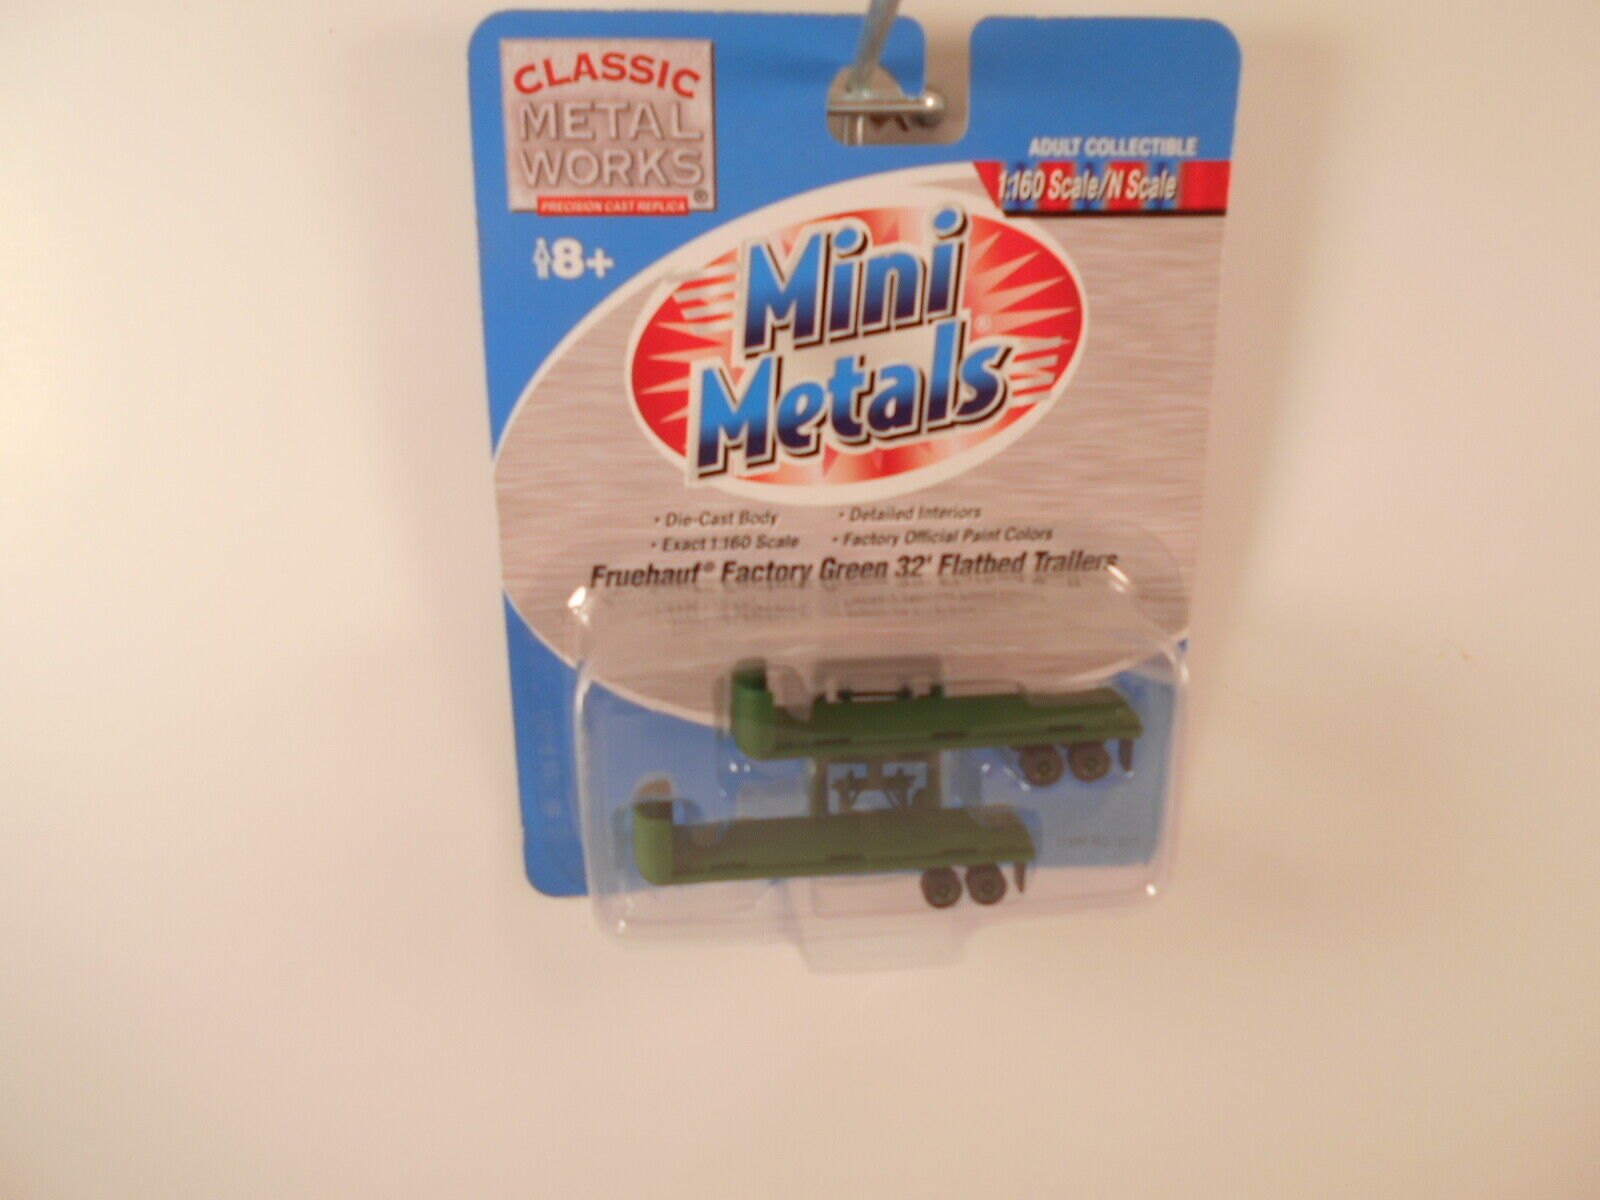 CLASSIC
METAL
WORKS®
PRECISION CAST REPLICA
8+
ADULT COLLECTIBLE
1:160 Scale/N Scale
Mini
Metals®
• Die-Cast Body
• Detailed Interiors
• Exact 1:160 Scale
• Factory Official Paint Colors
Fruehauf® Factory Green 32' Flatbed Trailers